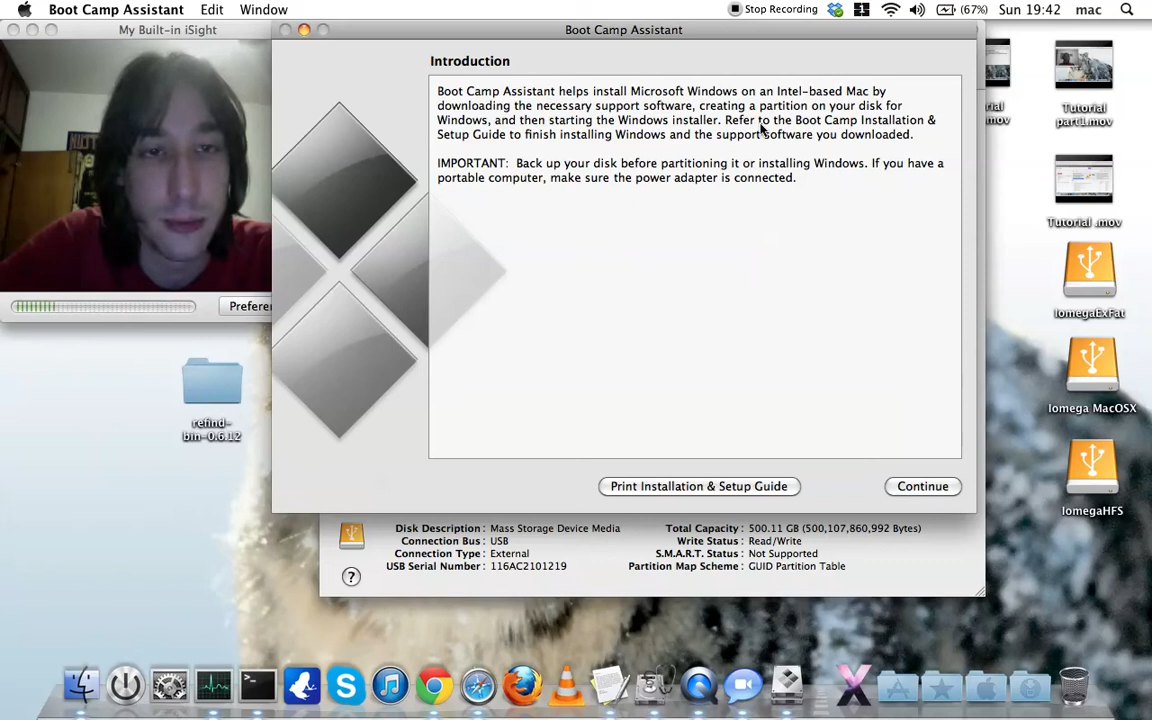 Boot Camp Assistant Edit Window Stop Recording (67%) Sun 19:42 mac
My Built-in iSight
Boot Camp Assistant
Introduction
Boot Camp Assistant helps install Microsoft Windows on an Intel-based Mac by
downloading the necessary support software, creating a partition on your disk for
Windows, and then starting the Windows installer. Refer to the Boot Camp Installation &
Setup Guide to finish installing Windows and the support software you downloaded.
IMPORTANT: Back up your disk before partitioning it or installing Windows. If you have a
portable computer, make sure the power adapter is connected.
Print Installation & Setup Guide
Continue
Prefere
refind-
bin-0.6.12
Disk Description : Mass Storage Device Media
Connection Bus : USB
Connection Type : External
USB Serial Number : 116AC2101219
Total Capacity : 500.11 GB (500,107,860,992 Bytes)
Write Status : Read/Write
S.M.A.R.T. Status : Not Supported
Partition Map Scheme : GUID Partition Table
?
rial
.mov
Tutorial
part1.mov
Tutorial .mov
IomegaExFat
Iomega MacOSX
IomegaHFS